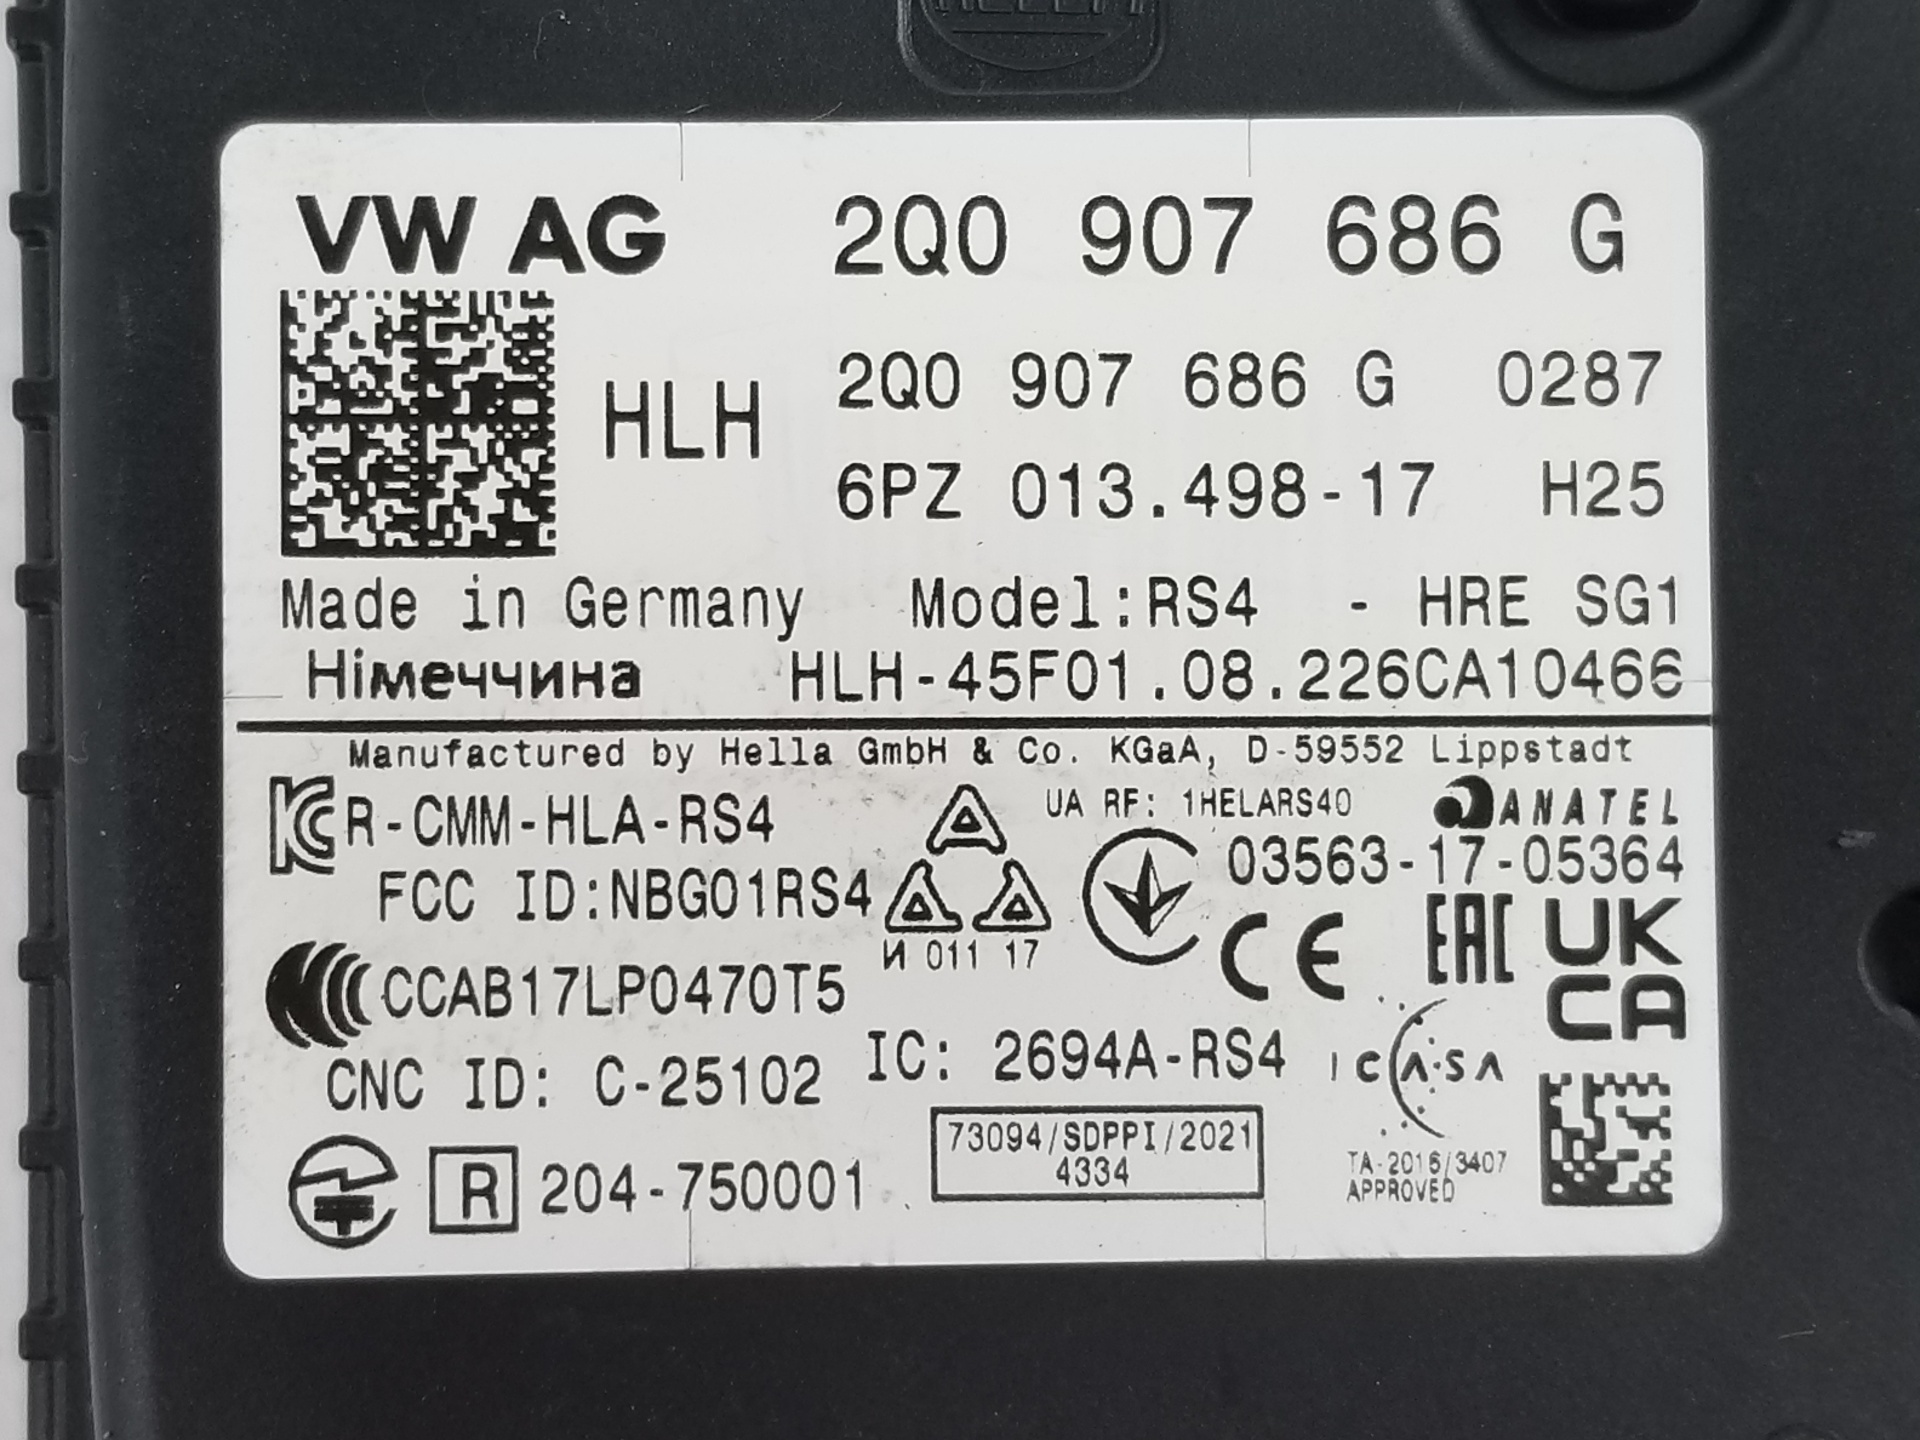 VW AG 2Q0 907 686 G
HLH 2Q0 907 686 G 0287
6PZ 013.498-17 H25
Made in Germany Model:RS4 - HRE SG1
Німеччина HLH-45F01.08.226CA10466
Manufactured by Hella GmbH & Co. KGaA, D-59552 Lippstadt
R-CMM-HLA-RS4 UA RF: 1HELARS40 ANATEL
03563-17-05364
FCC ID:NBG01RS4
И 011 17 CE EAC UK
CA
CCAB17LP0470T5
CNC ID: C-25102 IC: 2694A-RS4 ICASA
R 204-750001 73094/SDPPI/2021
4334
TA-2016/3407
APPROVED